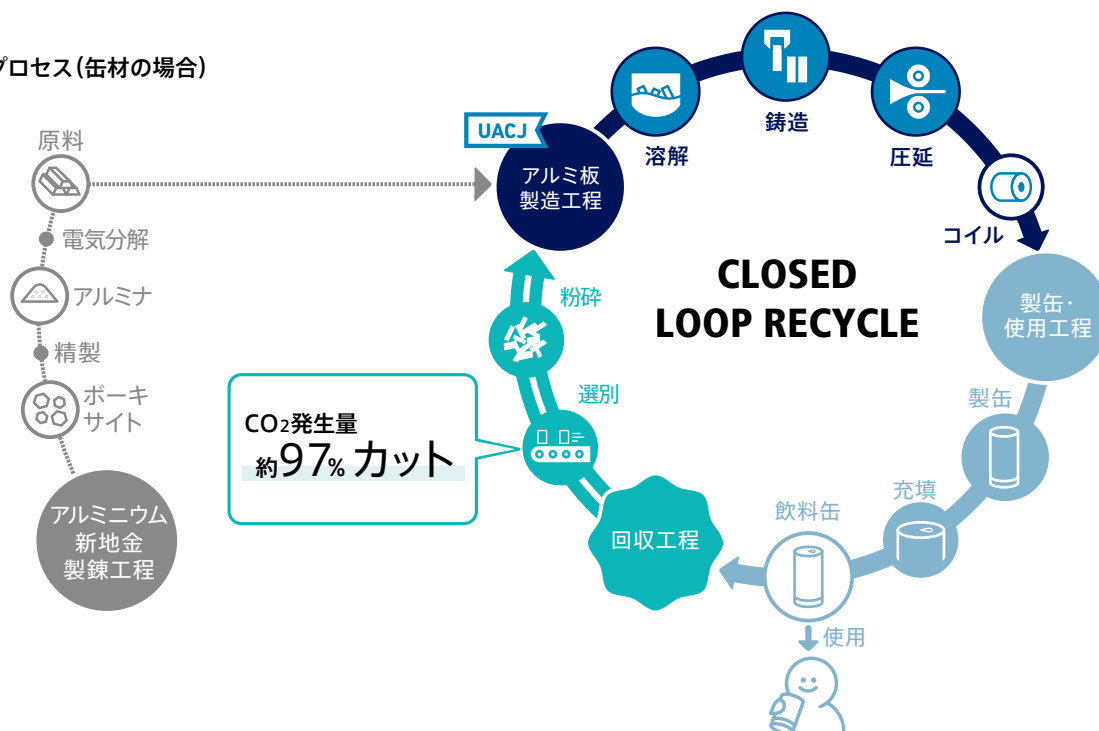 プロセス（缶材の場合）
原料
電気分解
アルミナ
精製
ボーキ
サイト
アルミニウム
新地金
製錬工程
UACJ
アルミ板
製造工程
溶解
鋳造
圧延
コイル
CLOSED
LOOP RECYCLE
製缶・
使用工程
製缶
充填
飲料缶
使用
回収工程
選別
粉砕
CO2発生量
約97%カット